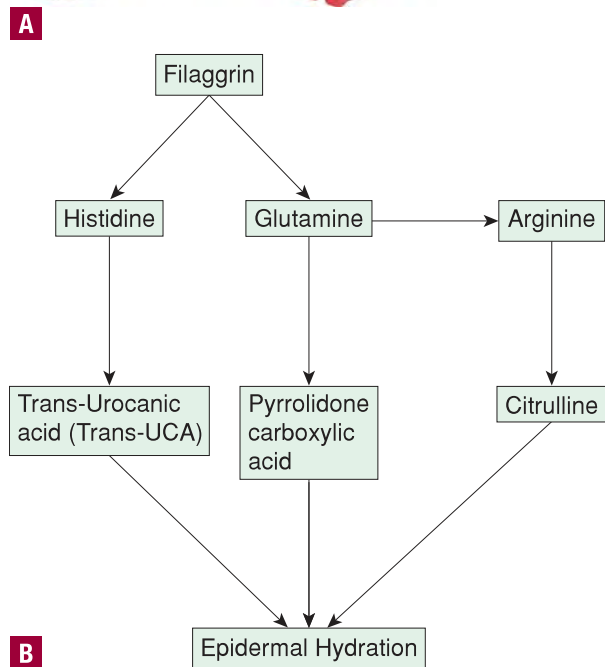 A
Filaggrin
Histidine
Glutamine
Arginine
Trans-Urocanic
acid (Trans-UCA)
Pyrrolidone
carboxylic
acid
Citrulline
Epidermal Hydration
B